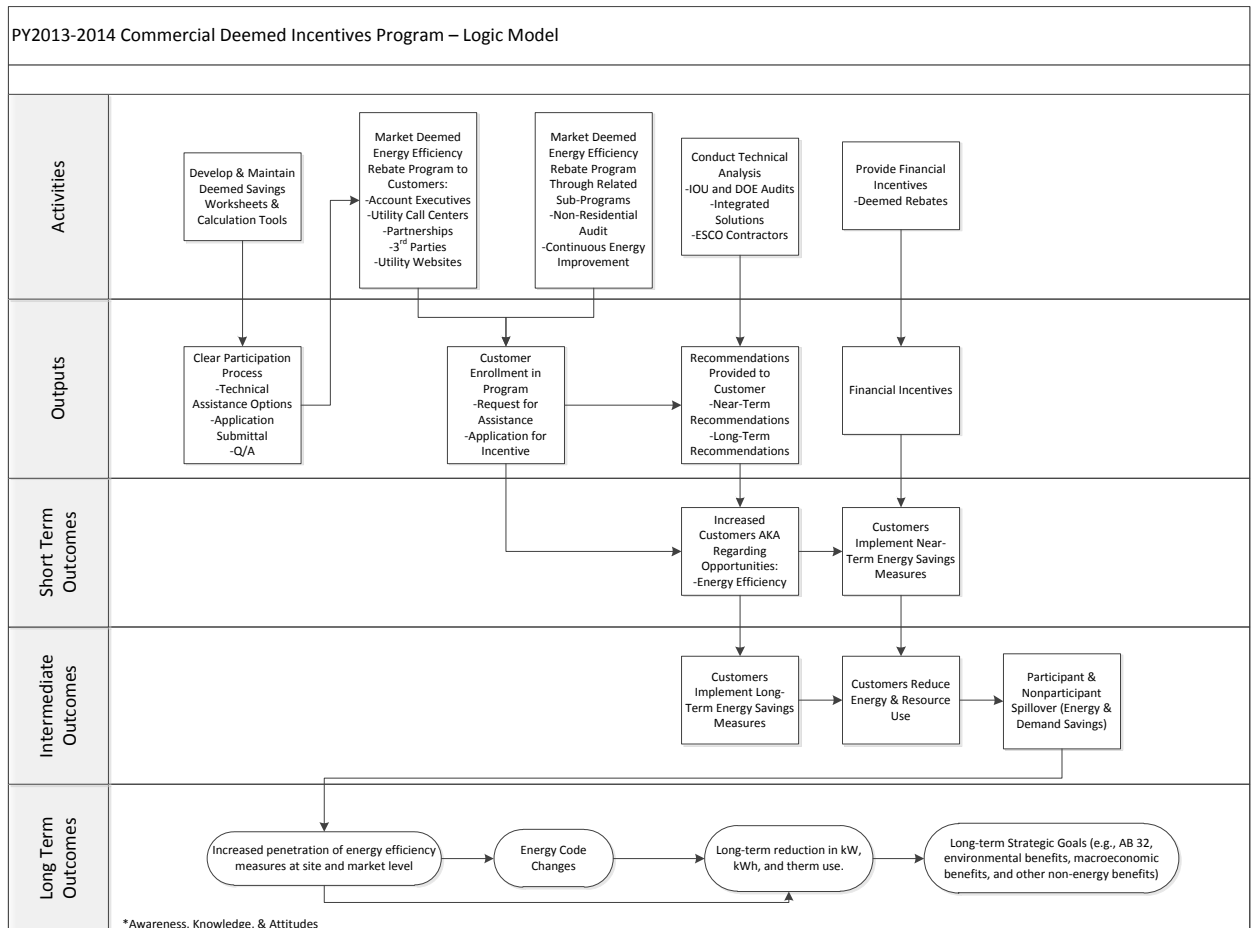 PY2013-2014 Commercial Deemed Incentives Program – Logic Model
Activities
Develop & Maintain
Deemed Savings
Worksheets &
Calculation Tools
Market Deemed
Energy Efficiency
Rebate Program to
Customers:
-Account Executives
-Utility Call Centers
-Partnerships
-3rd Parties
-Utility Websites
Market Deemed
Energy Efficiency
Rebate Program
Through Related
Sub-Programs
-Non-Residential
Audit
-Continuous Energy
Improvement
Conduct Technical
Analysis
-IOU and DOE Audits
-Integrated
Solutions
-ESCO Contractors
Provide Financial
Incentives
-Deemed Rebates
Outputs
Clear Participation
Process
-Technical
Assistance Options
-Application
Submittal
-Q/A
Customer
Enrollment in
Program
-Request for
Assistance
-Application for
Incentive
Recommendations
Provided to
Customer
-Near-Term
Recommendations
-Long-Term
Recommendations
Financial Incentives
Short Term
Outcomes
Increased
Customers AKA
Regarding
Opportunities:
-Energy Efficiency
Customers
Implement Near-
Term Energy Savings
Measures
Intermediate
Outcomes
Customers
Implement Long-
Term Energy Savings
Measures
Customers Reduce
Energy & Resource
Use
Participant &
Nonparticipant
Spillover (Energy &
Demand Savings)
Long Term
Outcomes
Increased penetration of energy efficiency
measures at site and market level
Energy Code
Changes
Long-term reduction in kW,
kWh, and therm use.
Long-term Strategic Goals (e.g., AB 32,
environmental benefits, macroeconomic
benefits, and other non-energy benefits)
*Awareness, Knowledge, & Attitudes